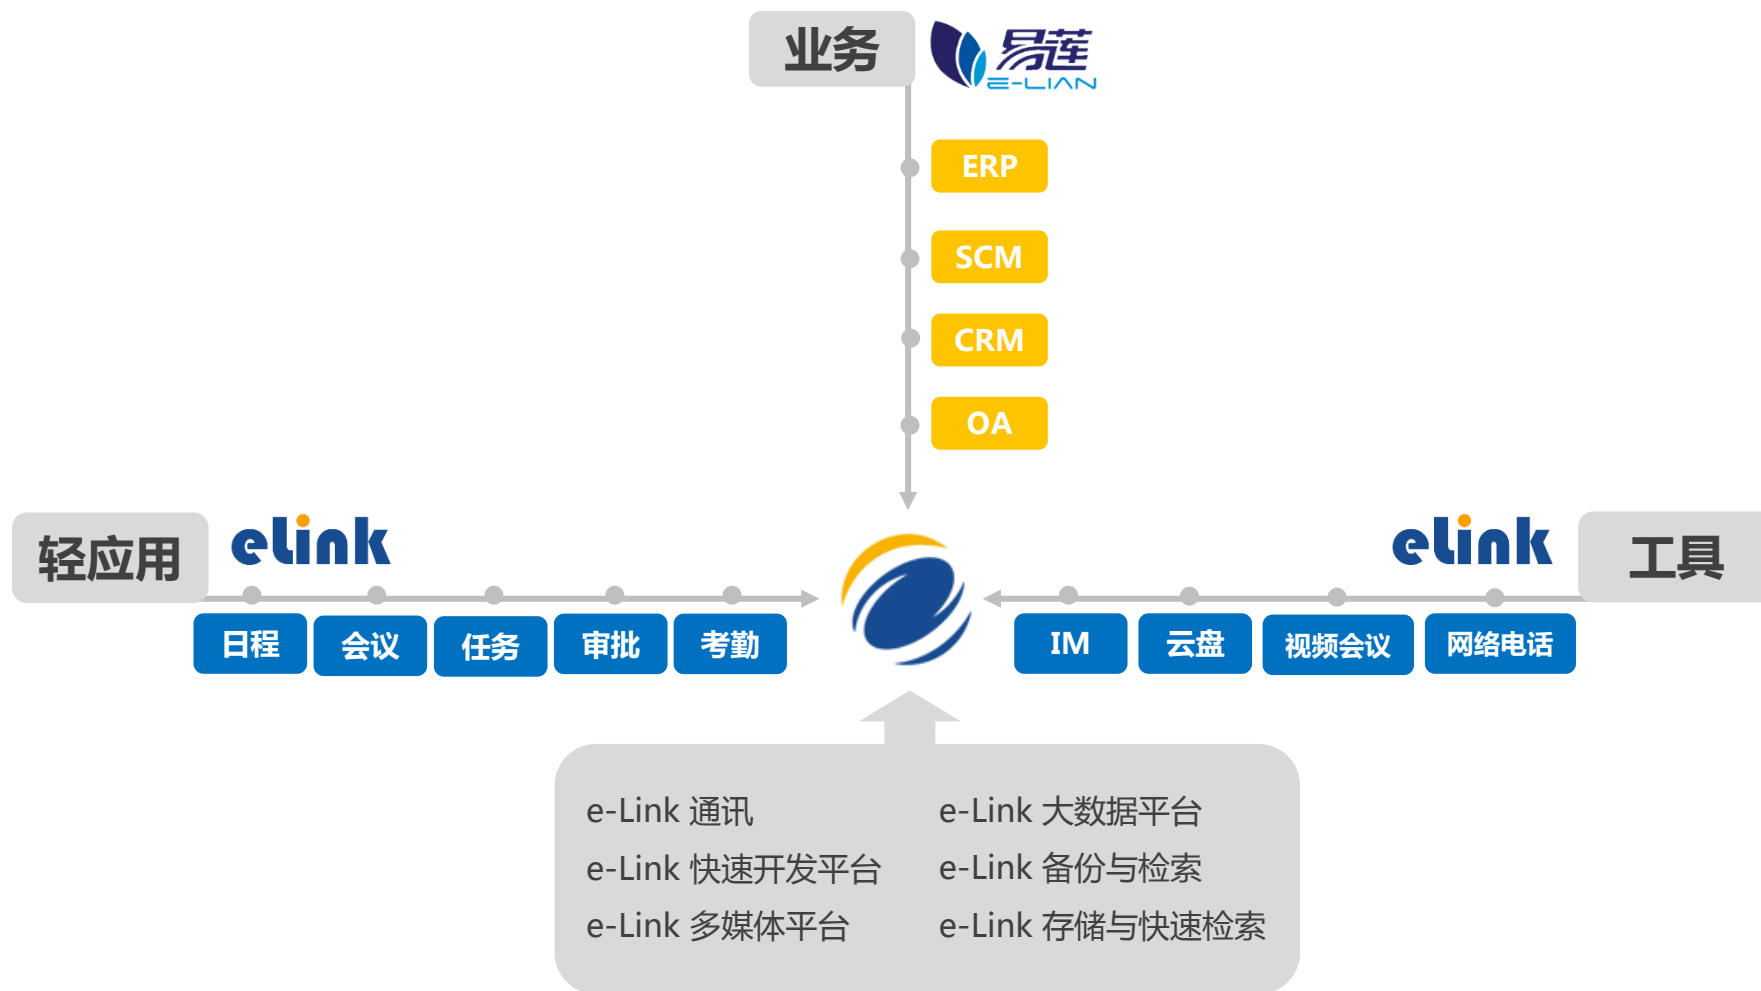 业务
易莲
E-LIAN
ERP
SCM
CRM
OA
轻应用
eLink
日程
会议
任务
审批
考勤
eLink
工具
IM
云盘
视频会议
网络电话
e-Link 通讯
e-Link 快速开发平台
e-Link 多媒体平台
e-Link 大数据平台
e-Link 备份与检索
e-Link 存储与快速检索